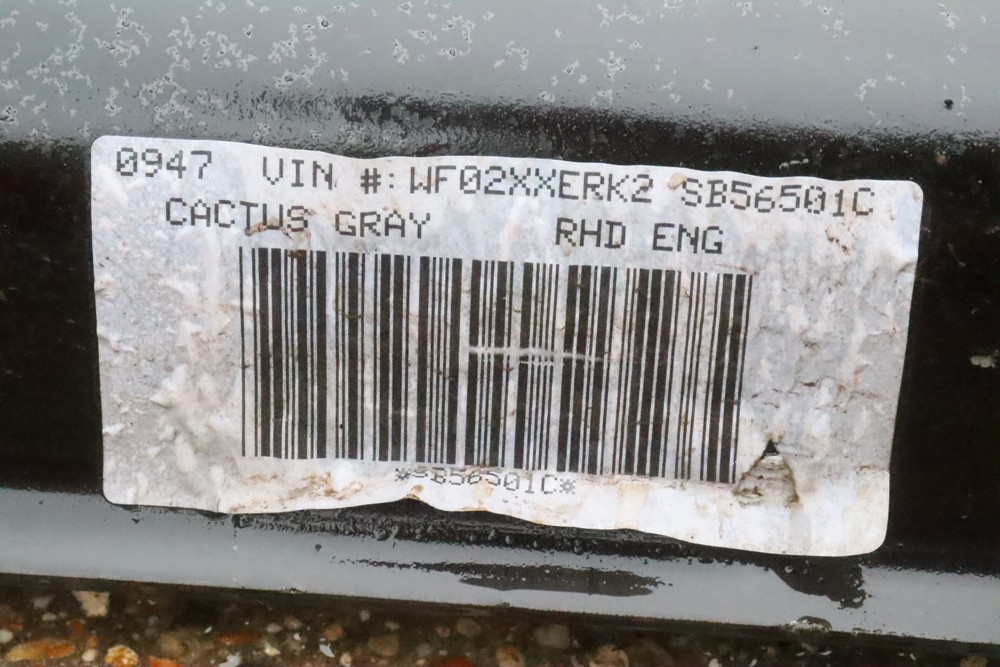 0947 VIN #: WF02XXERK2 SB56501C
CACTUS GRAY RHD ENG
*SB56501C*